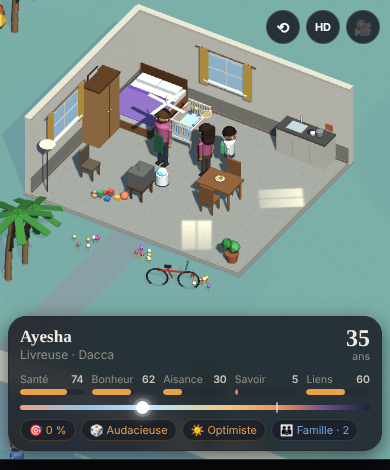 HD
Ayesha
35
Livreuse · Dacca
ans
Santé 74 Bonheur 62 Aisance 30 Savoir 5 Liens 60
0 % Audacieuse Optimiste Famille · 2